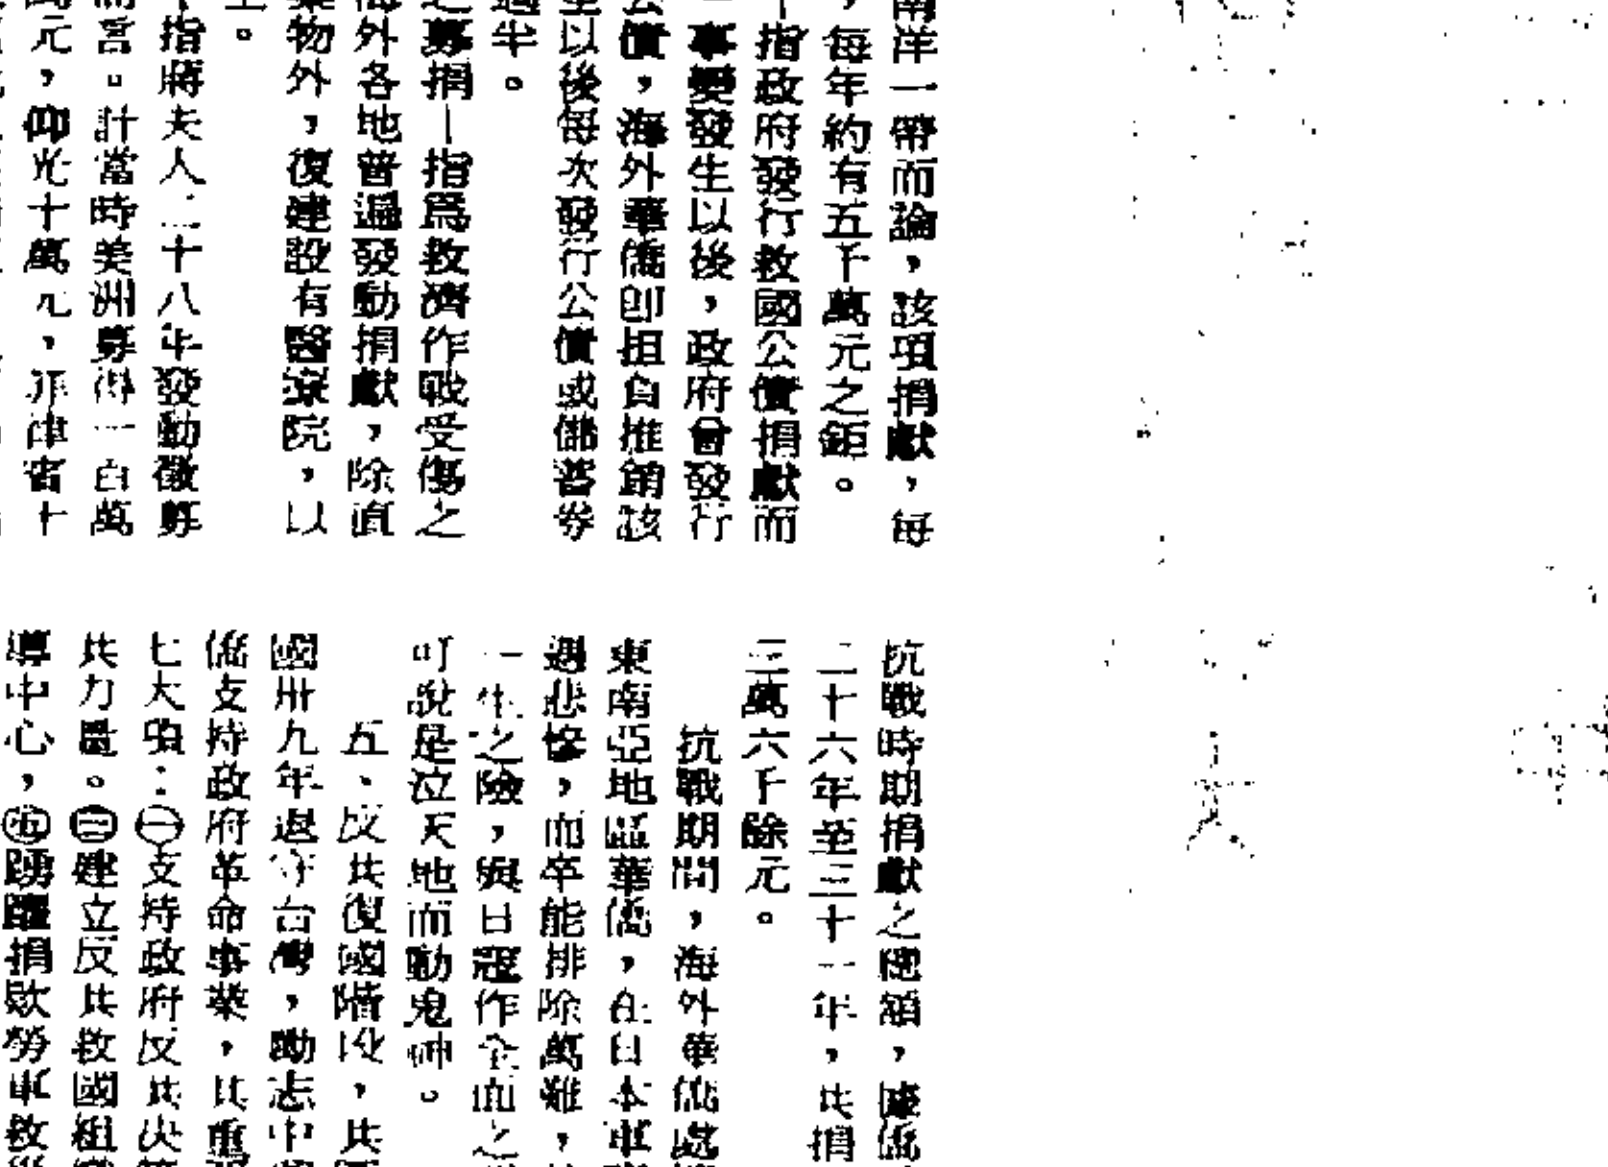 南洋一帶而論，該項捐獻，每
，每年約有五千萬元之鉅。
—指政府發行救國公債捐獻而
事變發生以後，政府曾發行
公債，海外華僑即担負推銷該
至以後每次發行公債或儲蓄券
過半。
之募捐—指爲救濟作戰受傷之
海外各地普遍發動捐獻，除直
藥物外，復建設有醫療院，以
。
指蔣夫人二十八年發動徵募
而言。計當時美洲募得一百萬
萬元，仰光十萬元，菲律賓十
抗戰時期捐獻之總額，據僑
二十六年至三十一年，共捐
三萬六千餘元。
抗戰期間，海外華僑處
東南亞地區華僑，在日本軍
遇悲慘，而卒能排除萬難，
一生之險，與日寇作全面之
可說是泣天地而動鬼神。
五、反共復國階段，共
國卅九年退守台灣，勵志中
僑支持政府革命事業，其重
七大項：㊀支持政府反共決
共力量。㊂建立反共救國組
導中心，㊄踴躍捐款勞軍救